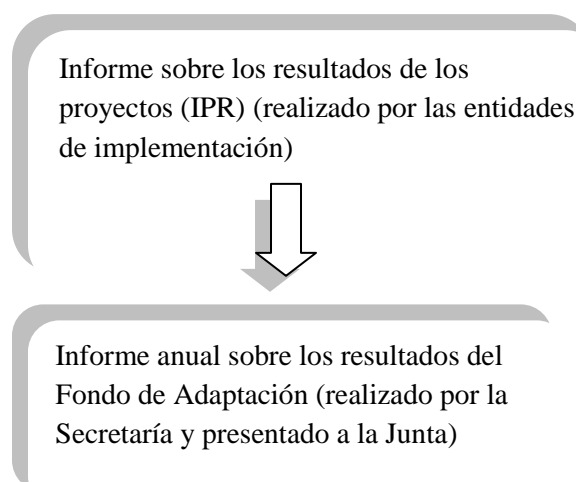 Informe sobre los resultados de los
proyectos (IPR) (realizado por las entidades
de implementación)
Informe anual sobre los resultados del
Fondo de Adaptación (realizado por la
Secretaría y presentado a la Junta)